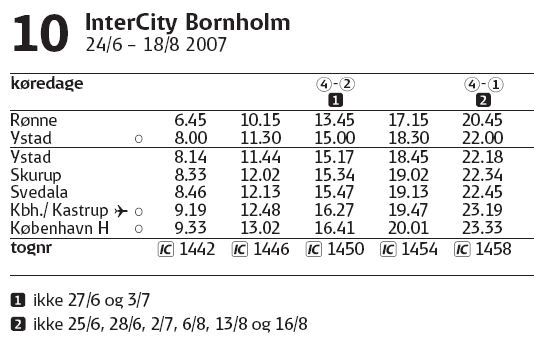 10 InterCity Bornholm
24/6 – 18/8 2007
køredage ④-② ④-①
1 2
Rønne 6.45 10.15 13.45 17.15 20.45
Ystad ○ 8.00 11.30 15.00 18.30 22.00
Ystad 8.14 11.44 15.17 18.45 22.18
Skurup 8.33 12.02 15.34 19.02 22.34
Svedala 8.46 12.13 15.47 19.13 22.45
Kbh./ Kastrup ✈ ○ 9.19 12.48 16.27 19.47 23.19
København H ○ 9.33 13.02 16.41 20.01 23.33
tognr IC 1442 IC 1446 IC 1450 IC 1454 IC 1458
1 ikke 27/6 og 3/7
2 ikke 25/6, 28/6, 2/7, 6/8, 13/8 og 16/8